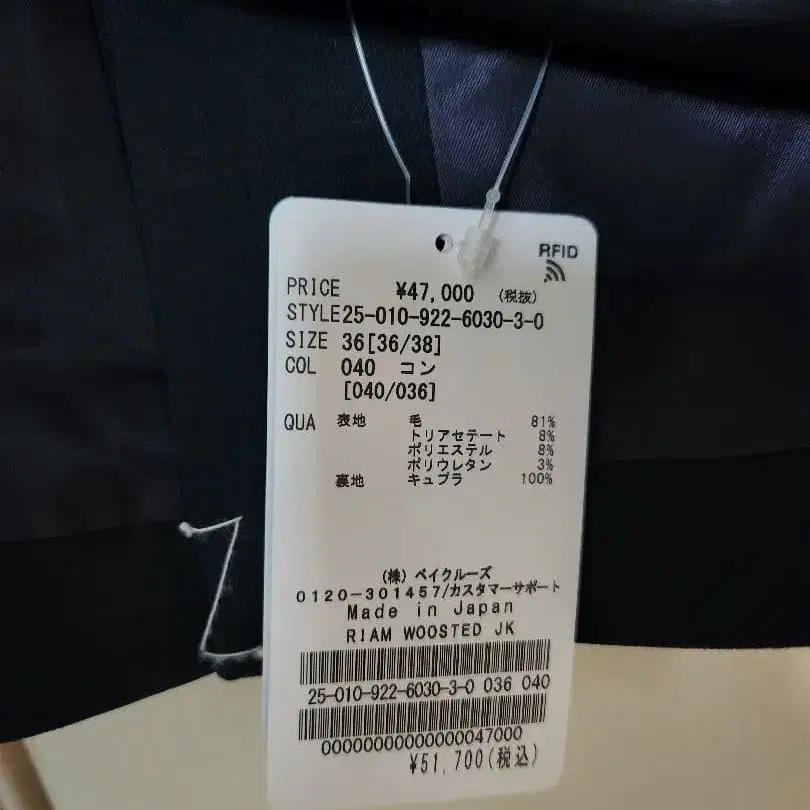 RFID
PRICE ¥47,000 (税抜)
STYLE25-010-922-6030-3-0
SIZE 36[36/38]
COL 040 コン
[040/036]
QUA 表地 毛 81%
トリアセテート 8%
ポリエステル 8%
ポリウレタン 3%
裏地 キュプラ 100%
(株) ベイクルーズ
0120-301457/カスタマーサポート
Made in Japan
RIAM WOOSTED JK
25-010-922-6030-3-0 036 040
00000000000000047000
¥51,700(税込)